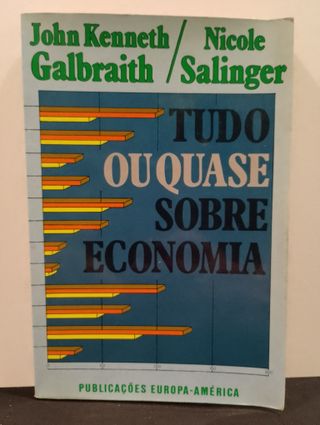 John Kenneth / Nicole
Galbraith / Salinger
TUDO
OU QUASE
SOBRE
ECONOMIA
PUBLICAÇÕES EUROPA-AMÉRICA